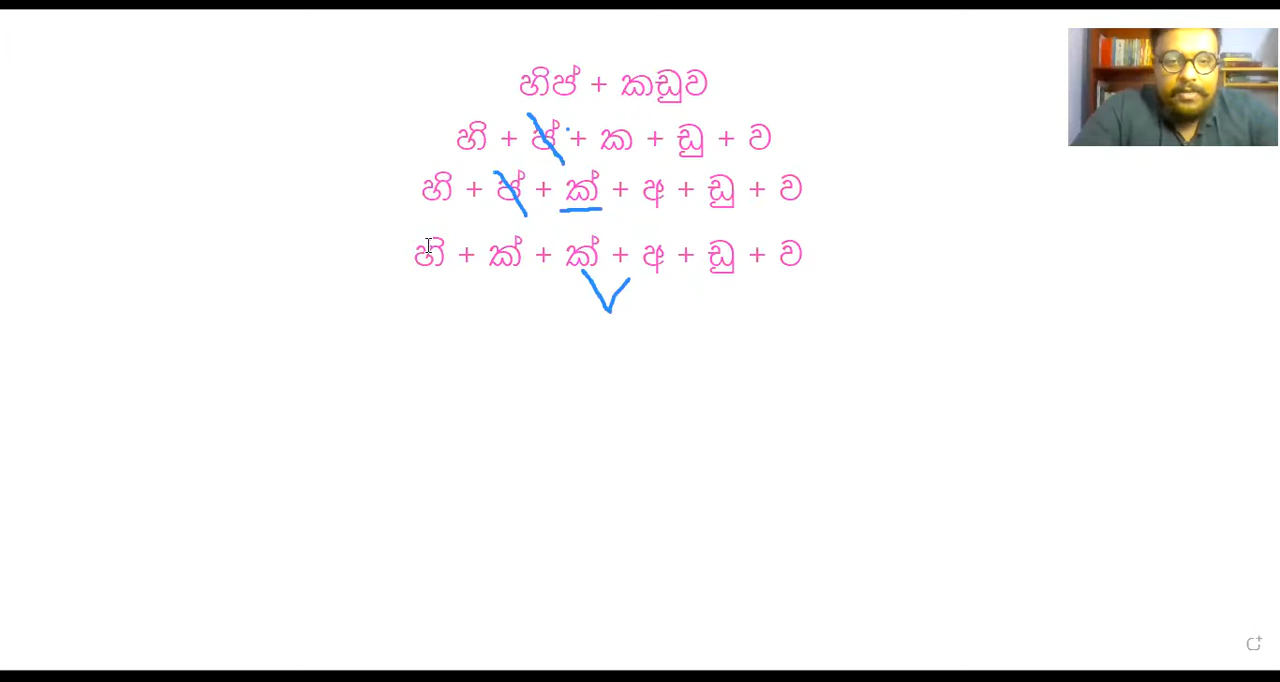 හිප් + කඩුව
හි + ප් + ක + ඩු + ව
හි + ප් + ක් + අ + ඩු + ව
හි + ක් + ක් + අ + ඩු + ව